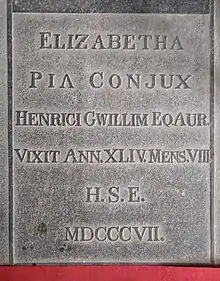 ELIZABETHA
PIA CONJUX
HENRICI GWILLIM EQ.AUR.
VIXIT ANN.XLIV.MENS.VIII
H.S.E.
MDCCCVII.